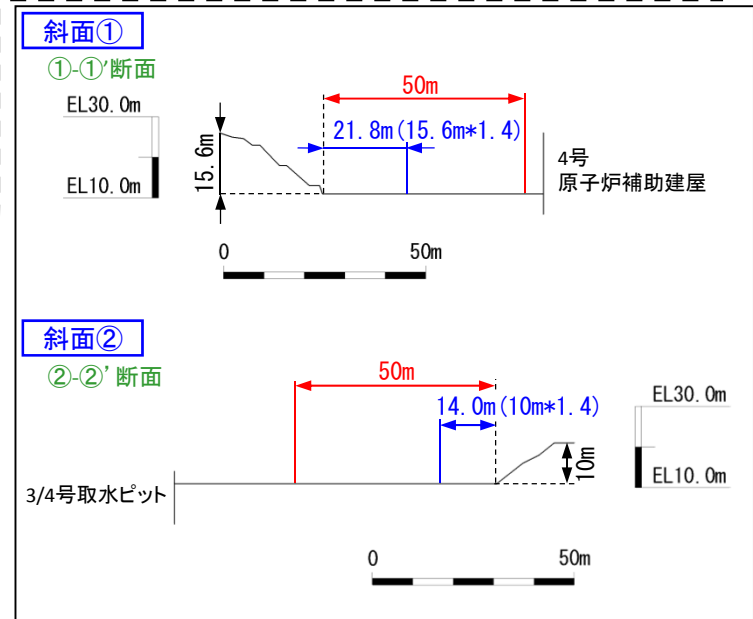 斜面①
①-①'断面
EL30.0m
EL10.0m
15.6m
50m
21.8m(15.6m*1.4)
4号
原子炉補助建屋
0 50m
斜面②
②-②'断面
50m
14.0m(10m*1.4)
10m
EL30.0m
EL10.0m
3/4号取水ピット
0 50m